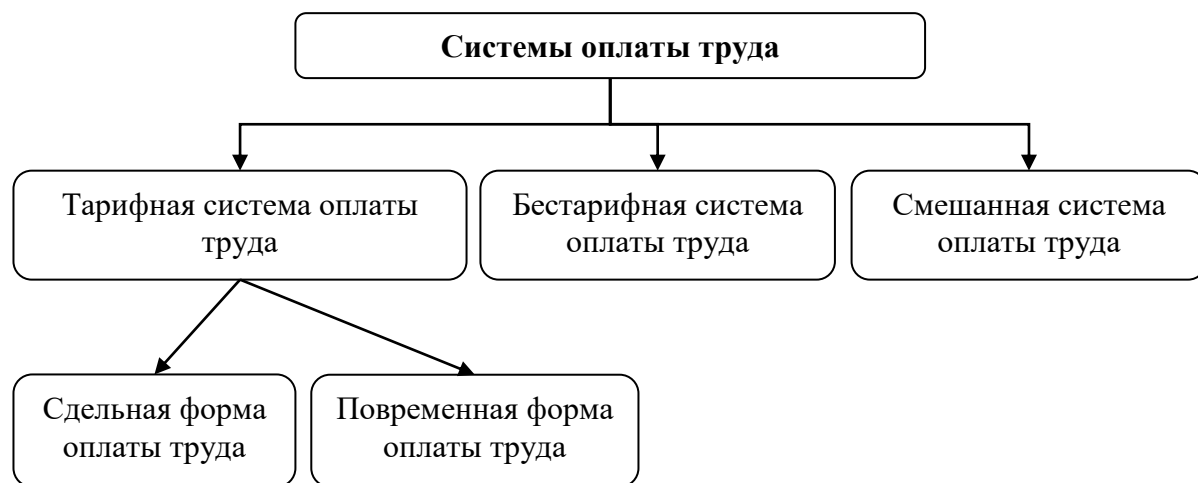 Системы оплаты труда
Тарифная система оплаты
труда
Бестарифная система
оплаты труда
Смешанная система
оплаты труда
Сдельная форма
оплаты труда
Повременная форма
оплаты труда